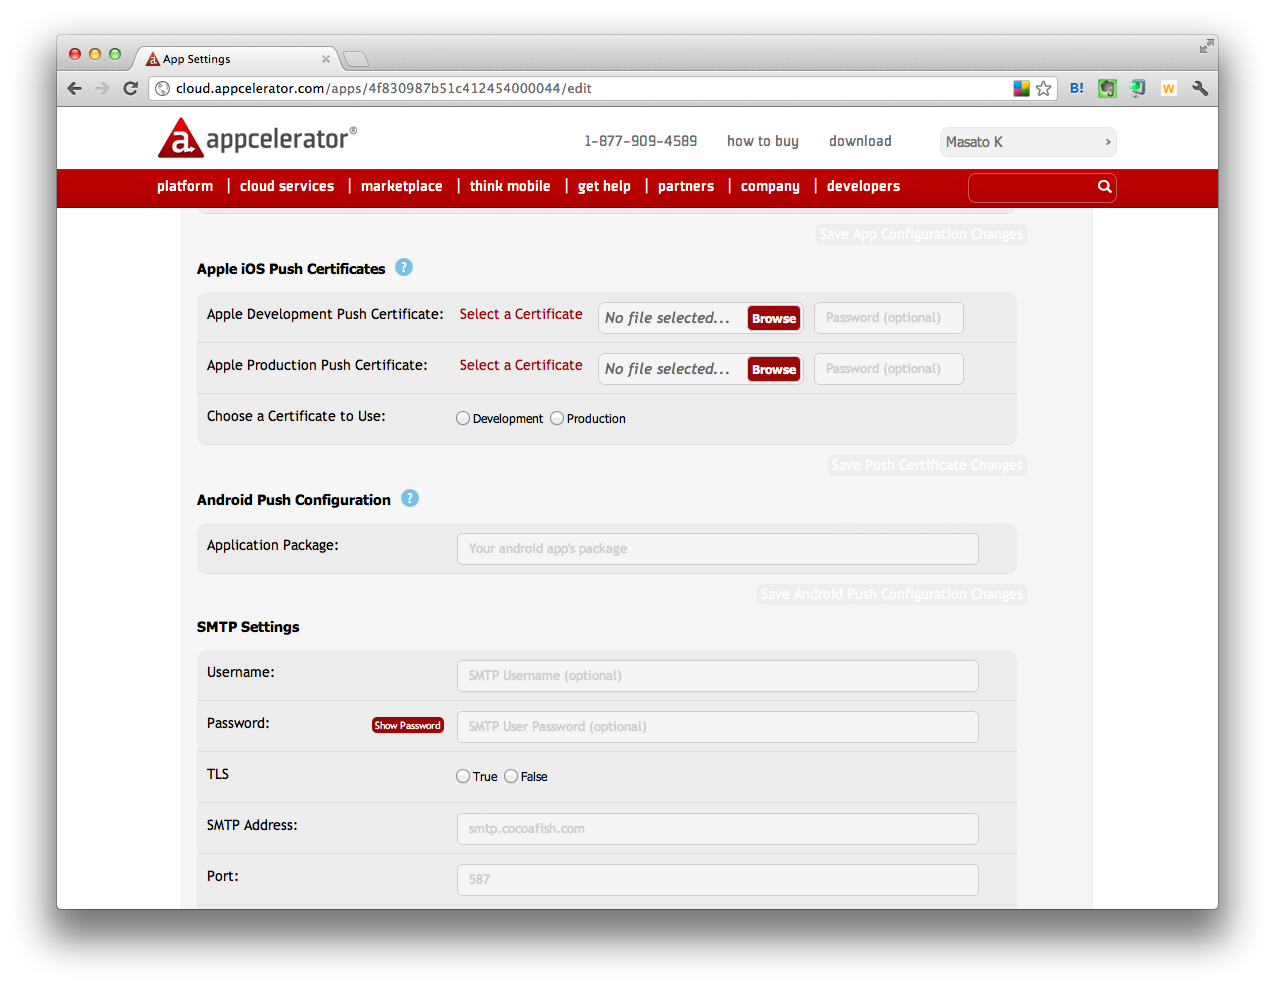 App Settings
cloud.appcelerator.com/apps/4f830987b51c412454000044/edit
B!
W
a appcelerator®
1-877-909-4589 how to buy download
Masato K
platform | cloud services | marketplace | think mobile | get help | partners | company | developers
Save App Configuration Changes
Apple iOS Push Certificates ?
Apple Development Push Certificate: Select a Certificate No file selected... Browse Password (optional)
Apple Production Push Certificate: Select a Certificate No file selected... Browse Password (optional)
Choose a Certificate to Use: Development Production
Save Push Certificate Changes
Android Push Configuration ?
Application Package: Your android app's package
Save Android Push Configuration Changes
SMTP Settings
Username: SMTP Username (optional)
Password: Show Password SMTP User Password (optional)
TLS True False
SMTP Address: smtp.cocoafish.com
Port: 587